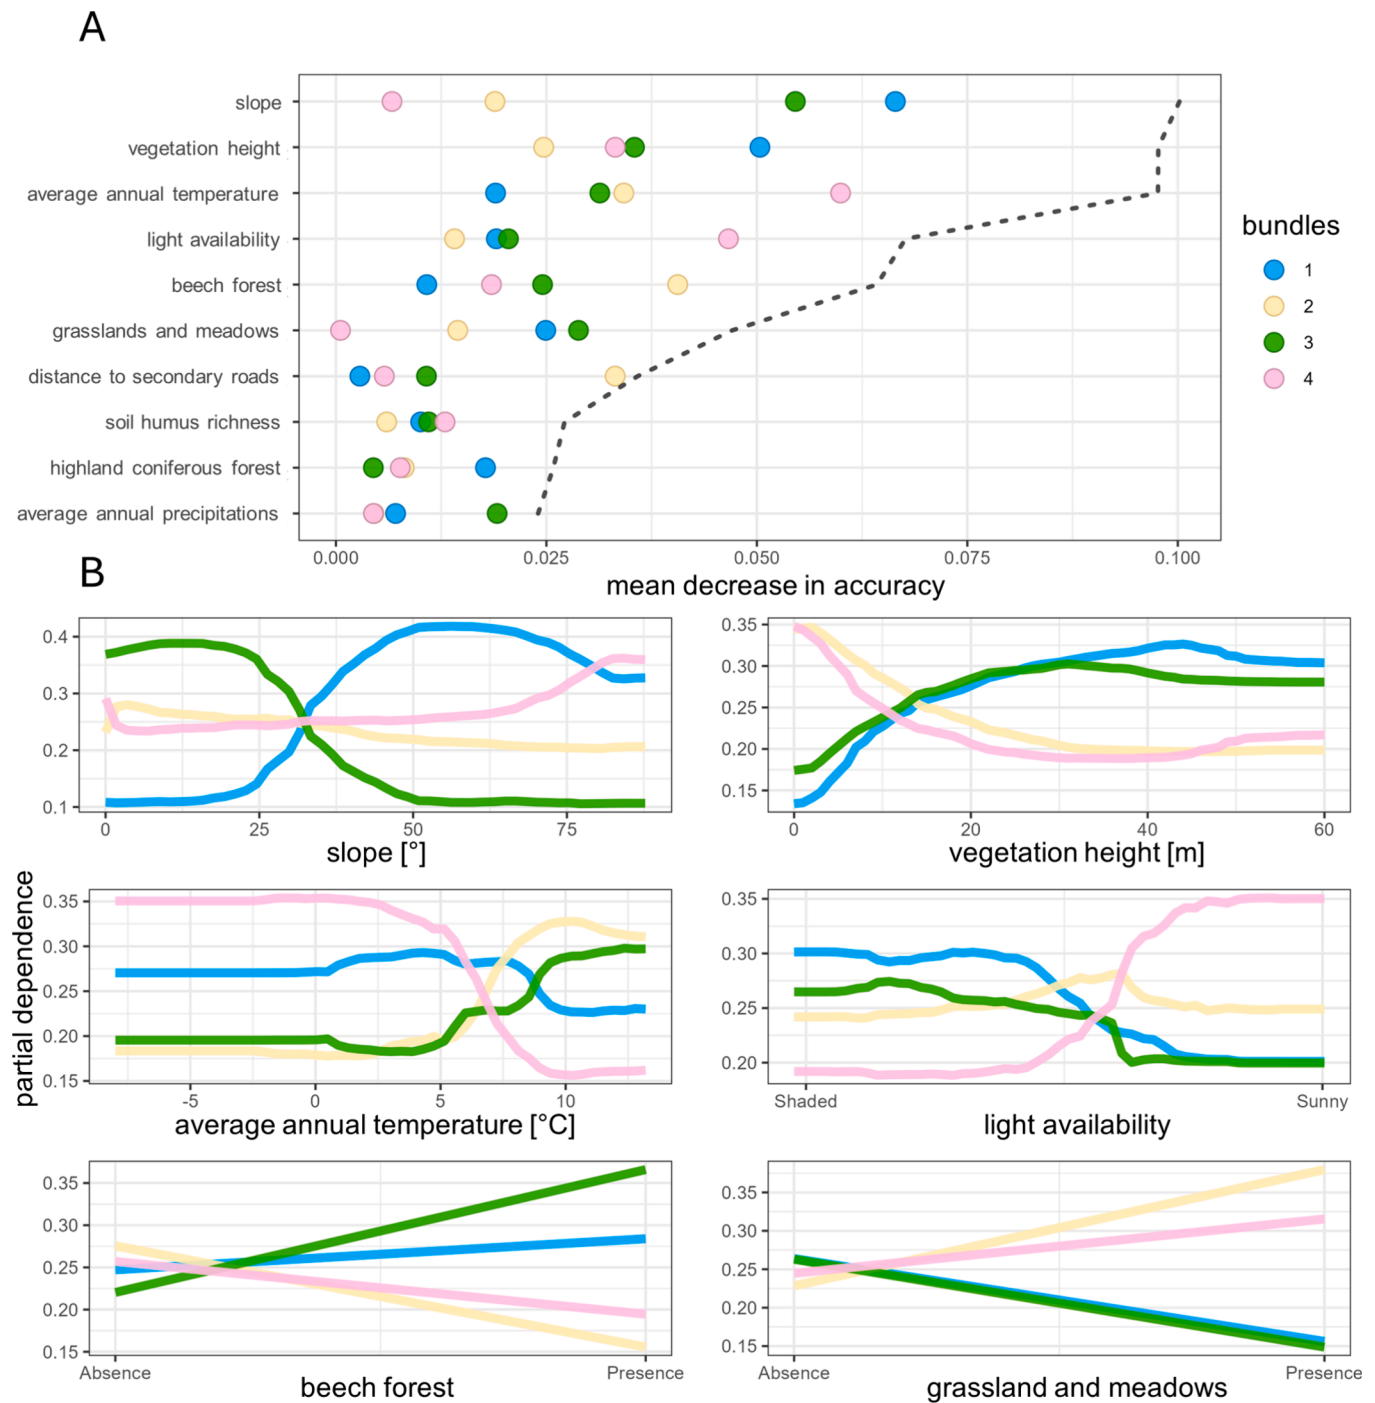 A
slope
vegetation height
average annual temperature
light availability
beech forest
grasslands and meadows
distance to secondary roads
soil humus richness
highland coniferous forest
average annual precipitations
0.000 0.025 0.050 0.075 0.100
mean decrease in accuracy
bundles
1
2
3
4
B
partial dependence
0.4
0.3
0.2
0.1
0 25 50 75
slope [°]
0.35
0.30
0.25
0.20
0.15
0 20 40 60
vegetation height [m]
0.35
0.30
0.25
0.20
0.15
-5 0 5 10
average annual temperature [°C]
0.35
0.30
0.25
0.20
Shaded Sunny
light availability
0.35
0.30
0.25
0.20
0.15
Absence Presence
beech forest
0.35
0.30
0.25
0.20
0.15
Absence Presence
grassland and meadows